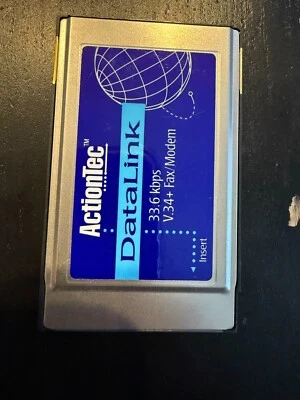 ActionTec™
DataLink
33.6 kbps
V.34+ Fax/Modem
Insert